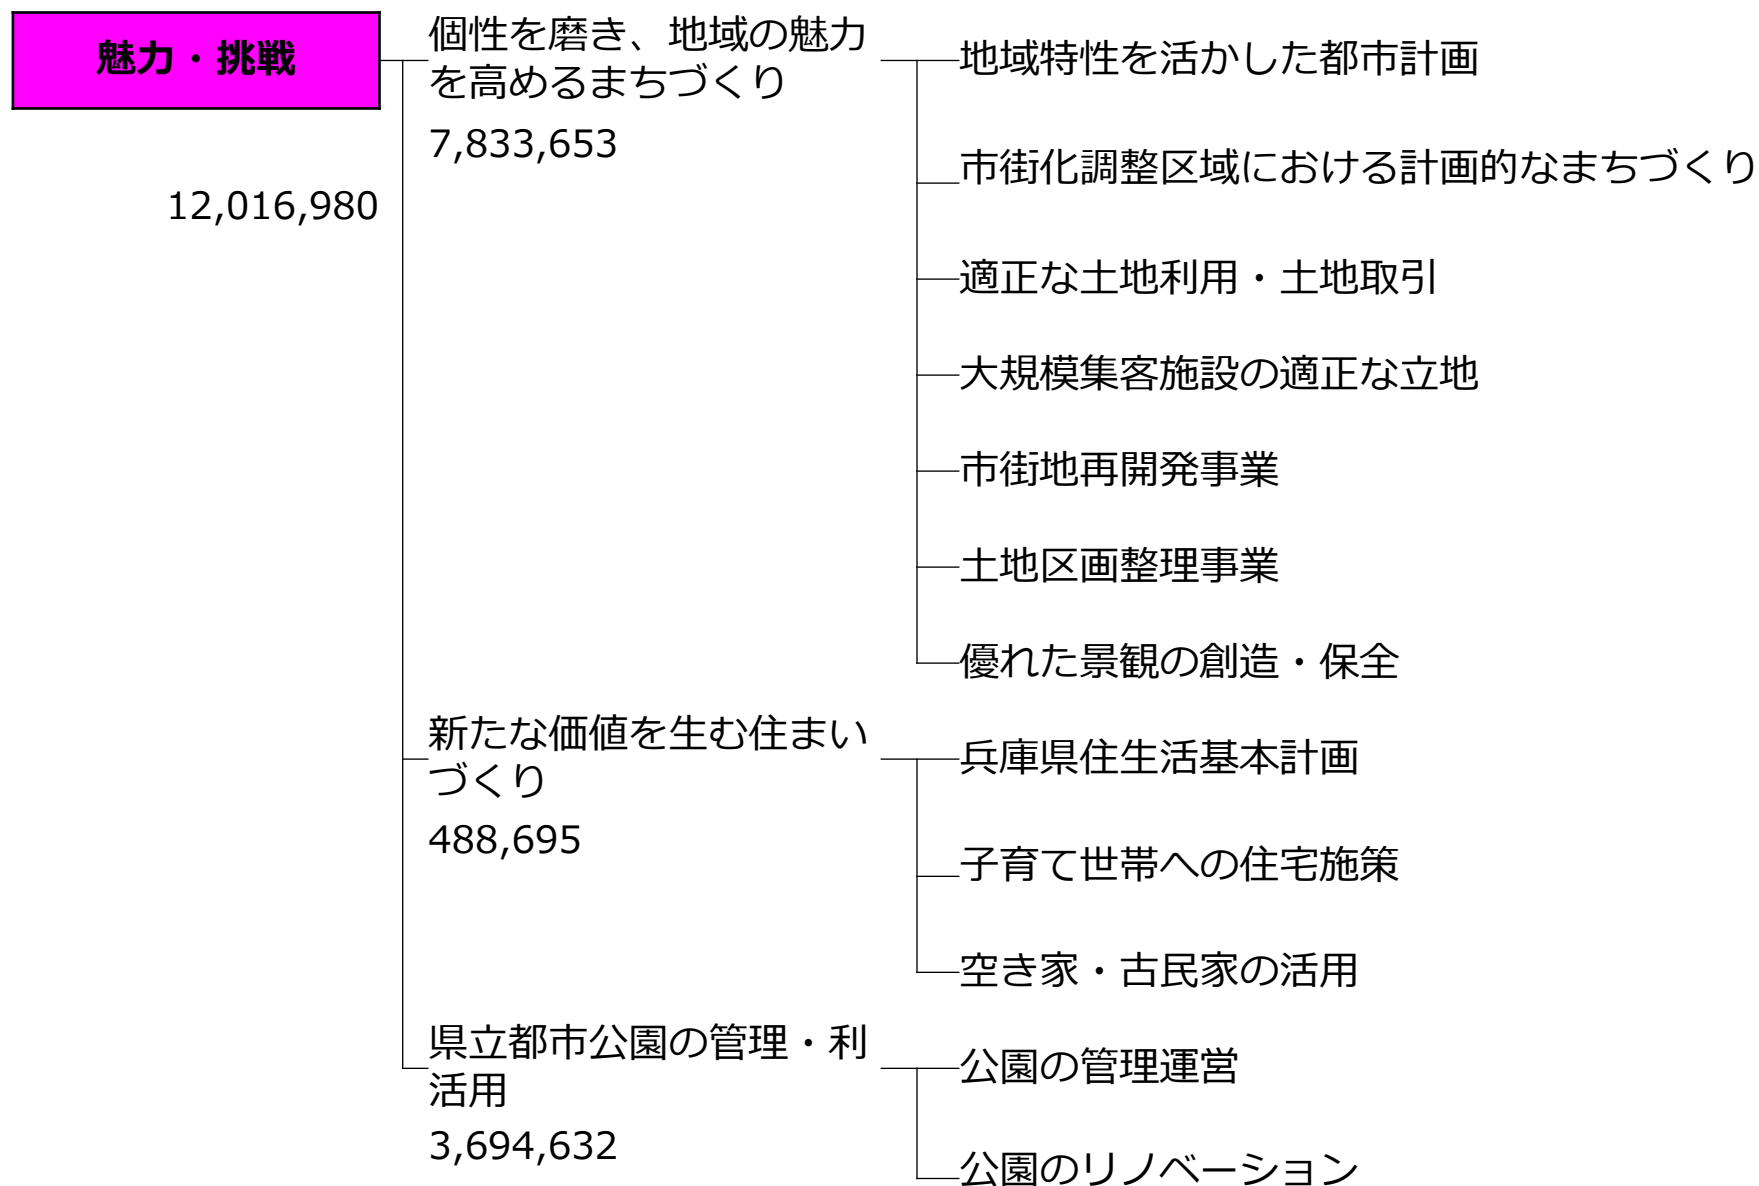 魅力・挑戦
12,016,980
個性を磨き、地域の魅力
を高めるまちづくり
7,833,653
地域特性を活かした都市計画
市街化調整区域における計画的なまちづくり
適正な土地利用・土地取引
大規模集客施設の適正な立地
市街地再開発事業
土地区画整理事業
優れた景観の創造・保全
新たな価値を生む住まい
づくり
488,695
兵庫県住生活基本計画
子育て世帯への住宅施策
空き家・古民家の活用
県立都市公園の管理・利
活用
3,694,632
公園の管理運営
公園のリノベーション